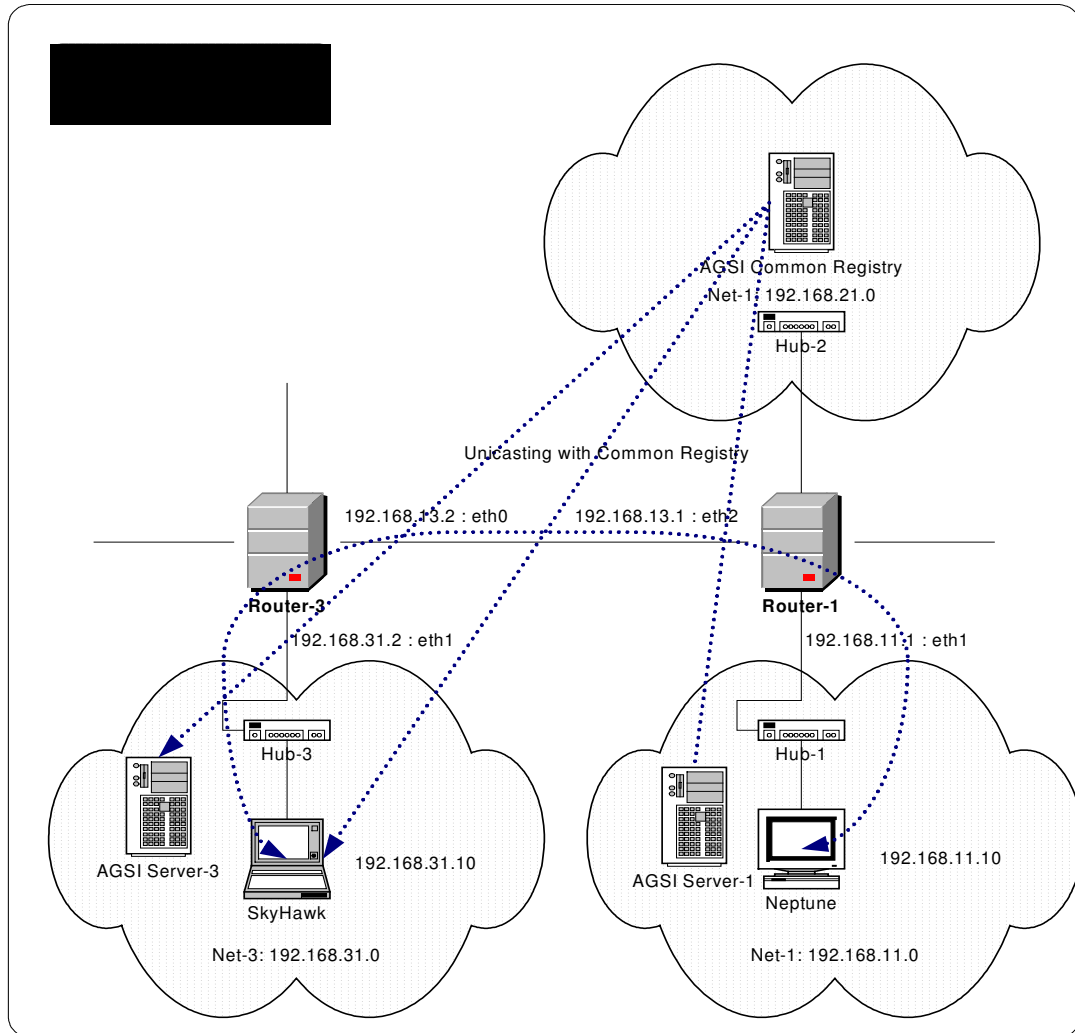 AGSI Common Registry
Net-1: 192.168.21.0
Hub-2
Unicasting with Common Registry
192.168.13.2 : eth0
192.168.13.1 : eth2
Router-3
Router-1
192.168.31.2 : eth1
192.168.11.1 : eth1
Hub-3
Hub-1
AGSI Server-3
192.168.31.10
SkyHawk
AGSI Server-1
192.168.11.10
Neptune
Net-3: 192.168.31.0
Net-1: 192.168.11.0